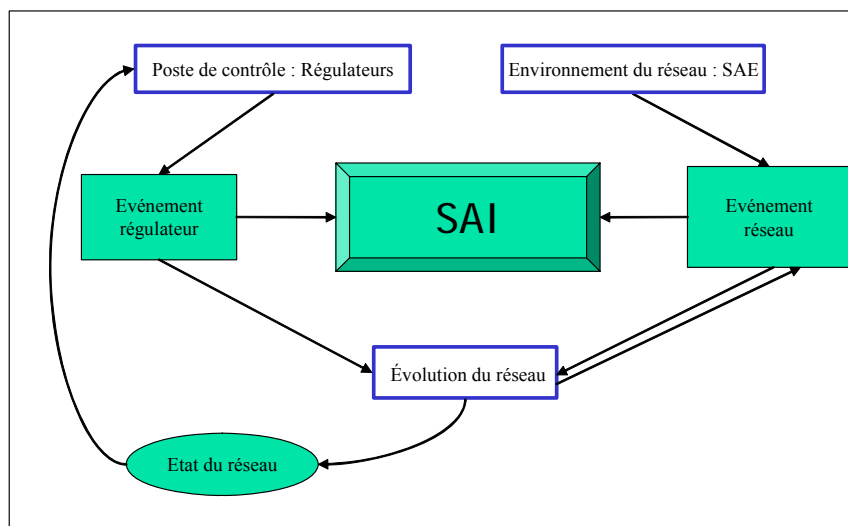 Poste de contrôle : Régulateurs
Environnement du réseau : SAE
Evénement
régulateur
SAI
Evénement
réseau
Évolution du réseau
Etat du réseau